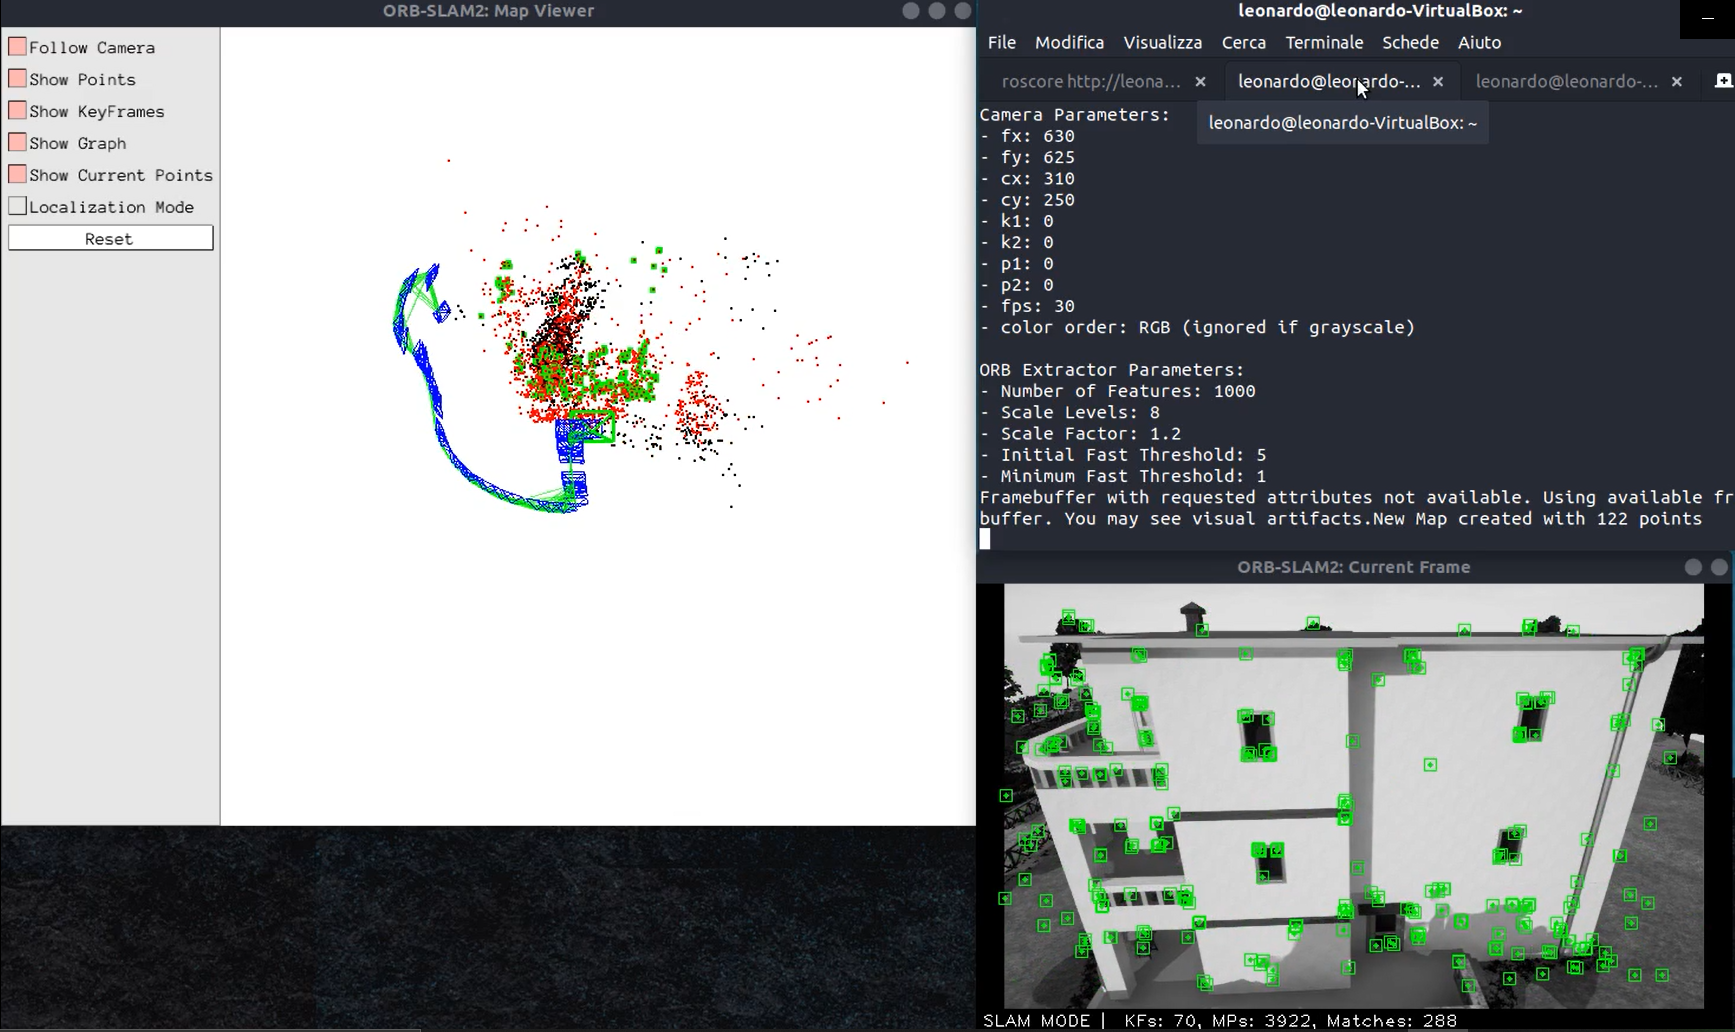 ORB-SLAM2: Map Viewer
Follow Camera
Show Points
Show KeyFrames
Show Graph
Show Current Points
Localization Mode
Reset
leonardo@leonardo-VirtualBox: ~
File Modifica Visualizza Cerca Terminale Schede Aiuto
roscore http://leona... leonardo@leonardo-... leonardo@leonardo-...
leonardo@leonardo-VirtualBox: ~
Camera Parameters:
- fx: 630
- fy: 625
- cx: 310
- cy: 250
- k1: 0
- k2: 0
- p1: 0
- p2: 0
- fps: 30
- color order: RGB (ignored if grayscale)
ORB Extractor Parameters:
- Number of Features: 1000
- Scale Levels: 8
- Scale Factor: 1.2
- Initial Fast Threshold: 5
- Minimum Fast Threshold: 1
Framebuffer with requested attributes not available. Using available fr
buffer. You may see visual artifacts.New Map created with 122 points
ORB-SLAM2: Current Frame
SLAM MODE | KFs: 70, MPs: 3922, Matches: 288